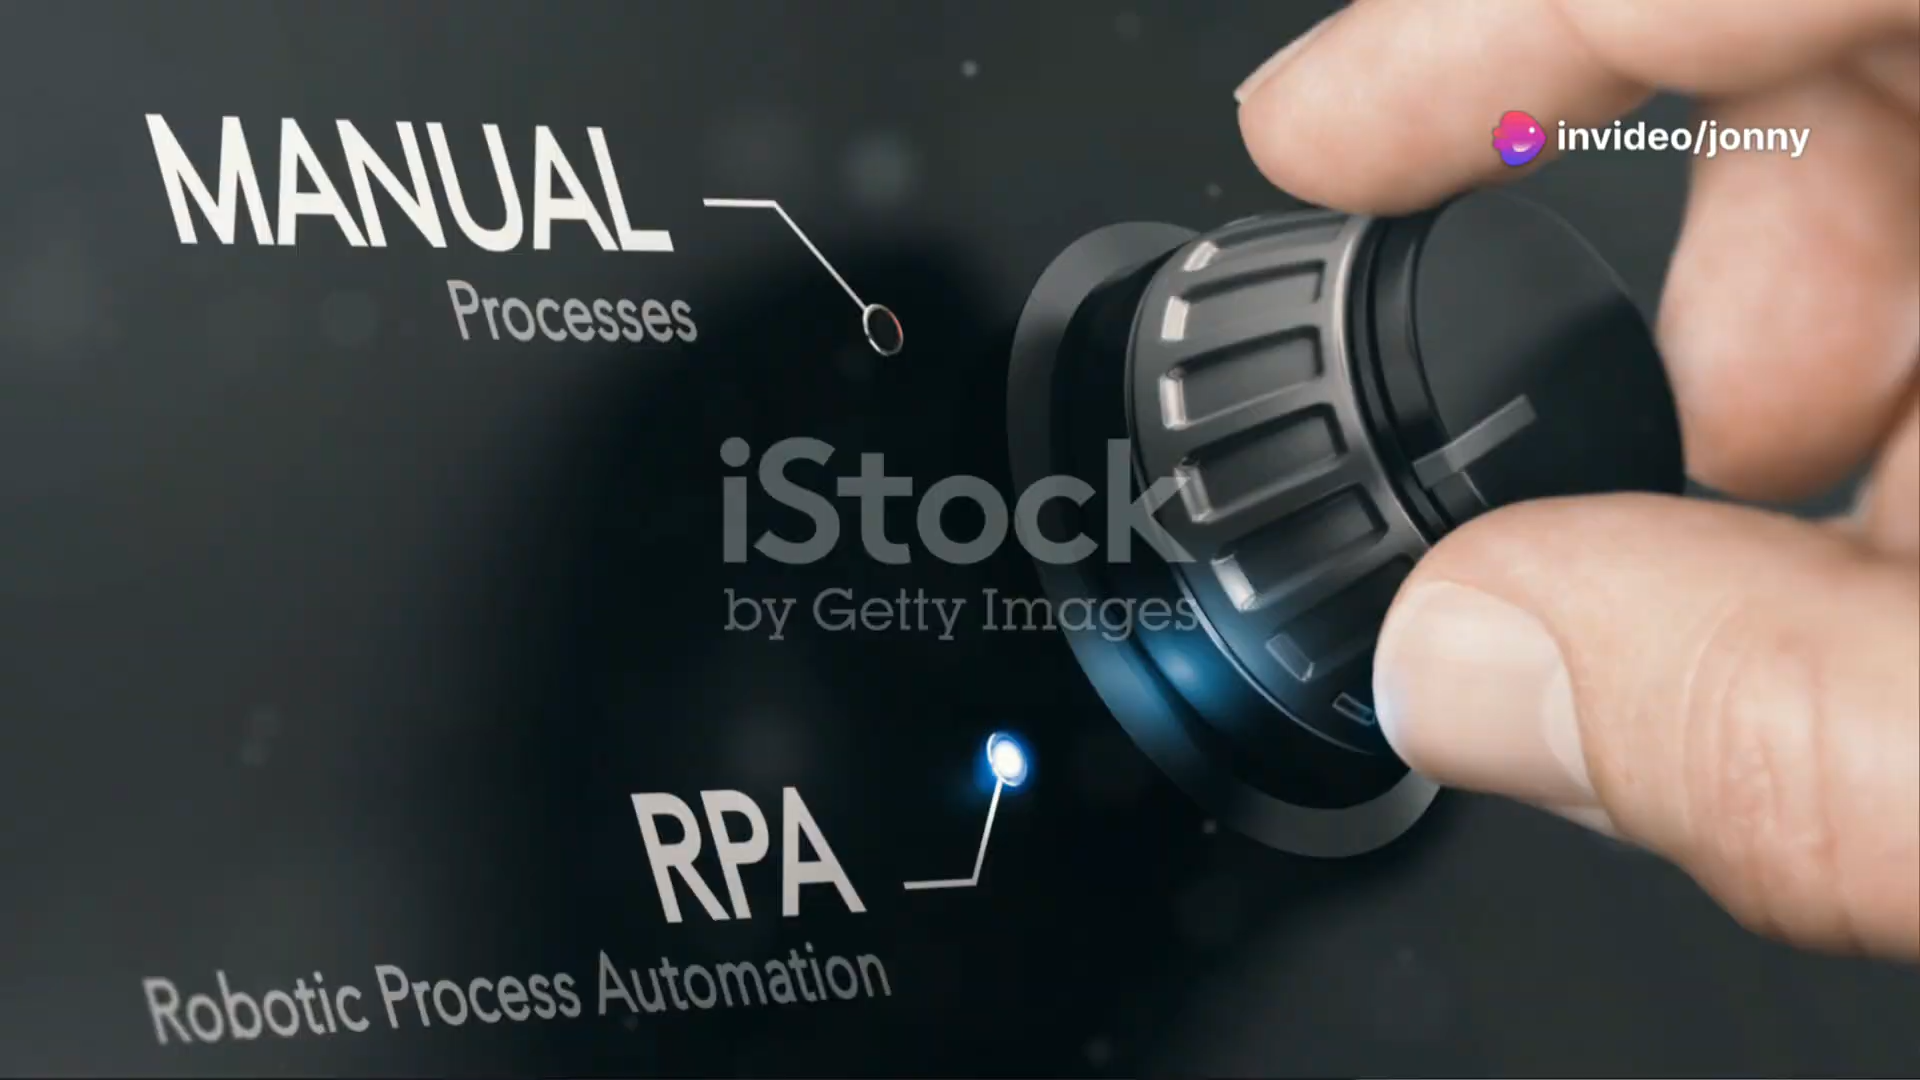 MANUAL
Processes
invideo/jonny
iStock
by Getty Images
RPA
Robotic Process Automation